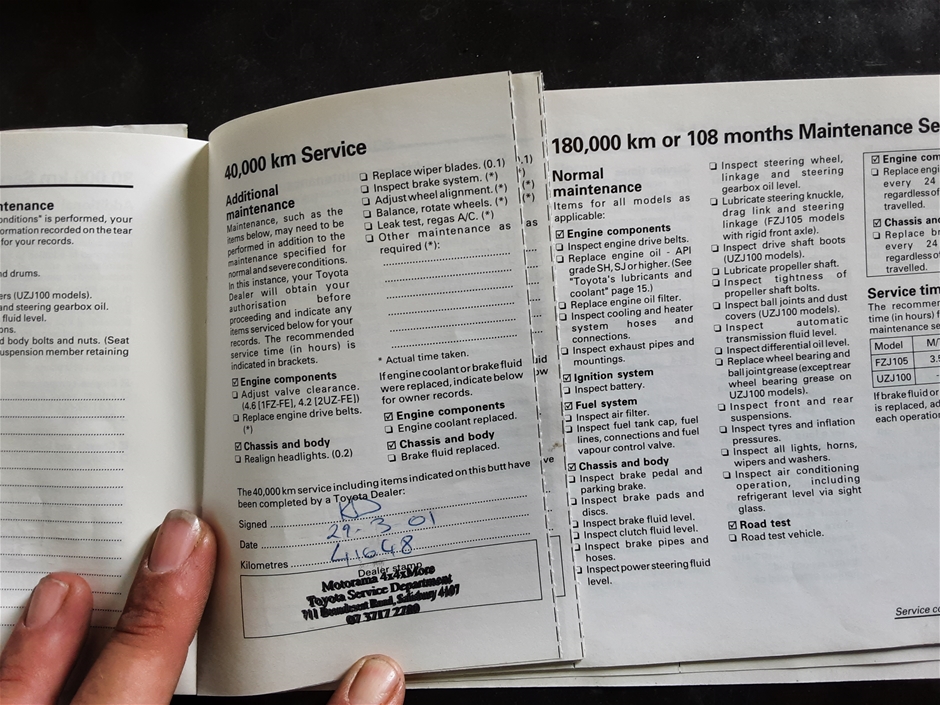 ntenance
onditions" is performed, your
formation recorded on the tear
for your records.
nd drums.
ers (UZJ100 models).
and steering gearbox oil.
fluid level.
ons.
d body bolts and nuts. (Seat
suspension member retaining
40,000 km Service
Additional
maintenance
Maintenance, such as the
items below, may need to be
performed in addition to the
maintenance specified for
normal and severe conditions.
In this instance, your Toyota
Dealer will obtain your
authorisation before
proceeding and indicate any
items serviced below for your
records. The recommended
service time (in hours) is
indicated in brackets.
☑ Engine components
❏ Adjust valve clearance.
(4.6 [1FZ-FE], 4.2 [2UZ-FE])
❏ Replace engine drive belts.
(*)
☑ Chassis and body
❏ Realign headlights. (0.2)
❏ Replace wiper blades. (0.1)
❏ Inspect brake system. (*)
❏ Adjust wheel alignment. (*)
❏ Balance, rotate wheels. (*)
❏ Leak test, regas A/C. (*)
❏ Other maintenance as
required (*):
* Actual time taken.
If engine coolant or brake fluid
were replaced, indicate below
for owner records.
☑ Engine components
❏ Engine coolant replaced.
☑ Chassis and body
❏ Brake fluid replaced.
The 40,000 km service including items indicated on this butt have
been completed by a Toyota Dealer:
Signed
Date 29-3 01
Kilometres 41648
Dealer stamp
Motorama 4x4xMore
Toyota Service Department
Road, Salisbury 4107
07 3717 2700
.1)
(*)
(*)
(*)
as
uid
ow
ve
180,000 km or 108 months Maintenance Se
Normal
maintenance
Items for all models as
applicable:
☑ Engine components
❏ Inspect engine drive belts.
❏ Replace engine oil - API
grade SH, SJ or higher. (See
"Toyota's lubricants and
coolant" page 15.)
❏ Replace engine oil filter.
❏ Inspect cooling and heater
system hoses and
connections.
❏ Inspect exhaust pipes and
mountings.
☑ Ignition system
❏ Inspect battery.
☑ Fuel system
❏ Inspect air filter.
❏ Inspect fuel tank cap, fuel
lines, connections and fuel
vapour control valve.
☑ Chassis and body
❏ Inspect brake pedal and
parking brake.
❏ Inspect brake pads and
discs.
❏ Inspect brake fluid level.
❏ Inspect clutch fluid level.
❏ Inspect brake pipes and
hoses.
❏ Inspect power steering fluid
level.
❏ Inspect steering wheel,
linkage and steering
gearbox oil level.
❏ Lubricate steering knuckle,
drag link and steering
linkage (FZJ105 models
with rigid front axle).
❏ Inspect drive shaft boots
(UZJ100 models).
❏ Lubricate propeller shaft.
❏ Inspect tightness of
propeller shaft bolts.
❏ Inspect ball joints and dust
covers (UZJ100 models).
❏ Inspect automatic
transmission fluid level.
❏ Inspect differential oil level.
❏ Replace wheel bearing and
ball joint grease (except rear
wheel bearing grease on
UZJ100 models).
❏ Inspect front and rear
suspensions.
❏ Inspect tyres and inflation
pressures.
❏ Inspect all lights, horns,
wipers and washers.
❏ Inspect air conditioning
operation, including
refrigerant level via sight
glass.
☑ Road test
❏ Road test vehicle.
☑ Engine com
❏ Replace engi
every 24
regardless of
travelled.
☑ Chassis and
❏ Replace br
every 24
regardless of
travelled.
Service tim
The recomme
time (in hours) f
maintenance se
Model M/
FZJ105 3.5
UZJ100 -
If brake fluid or
is replaced, ad
each operatio
Service co